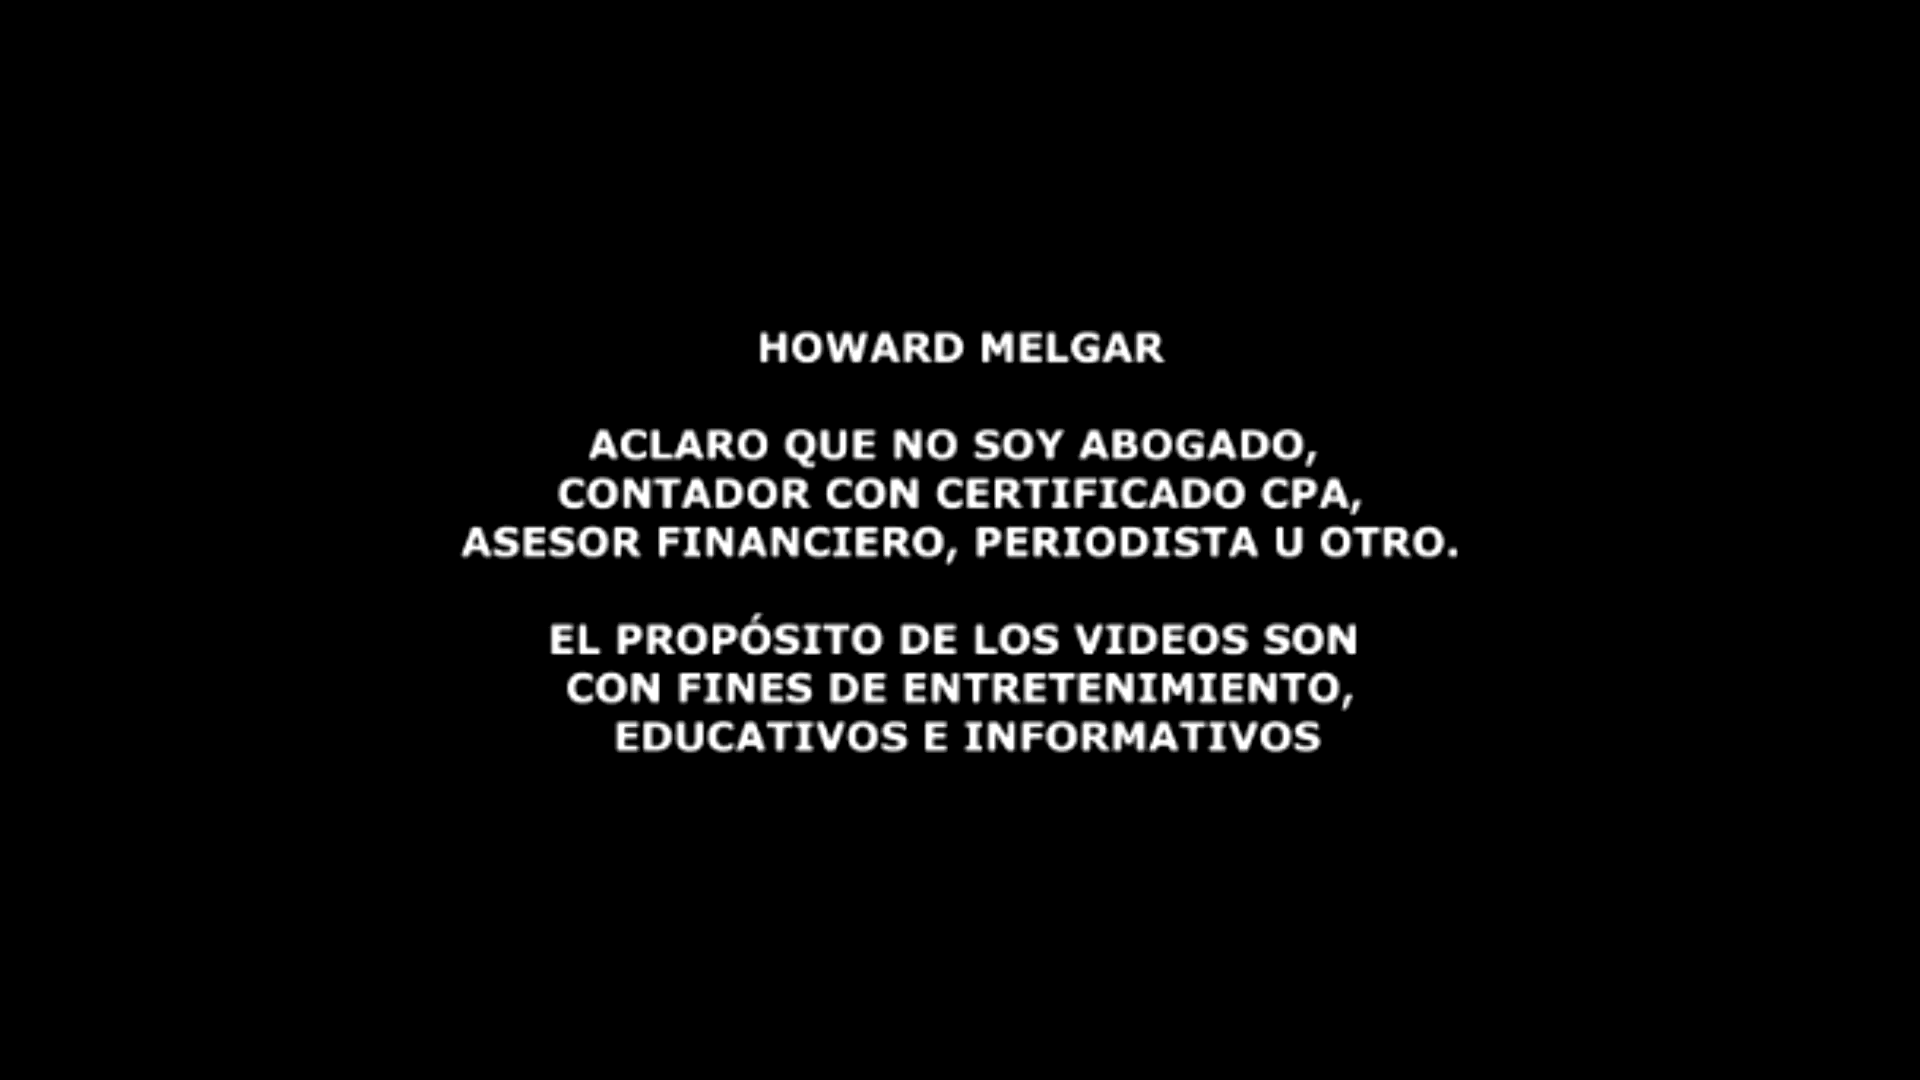 HOWARD MELGAR
ACLARO QUE NO SOY ABOGADO,
CONTADOR CON CERTIFICADO CPA,
ASESOR FINANCIERO, PERIODISTA U OTRO.
EL PROPÓSITO DE LOS VIDEOS SON
CON FINES DE ENTRETENIMIENTO,
EDUCATIVOS E INFORMATIVOS